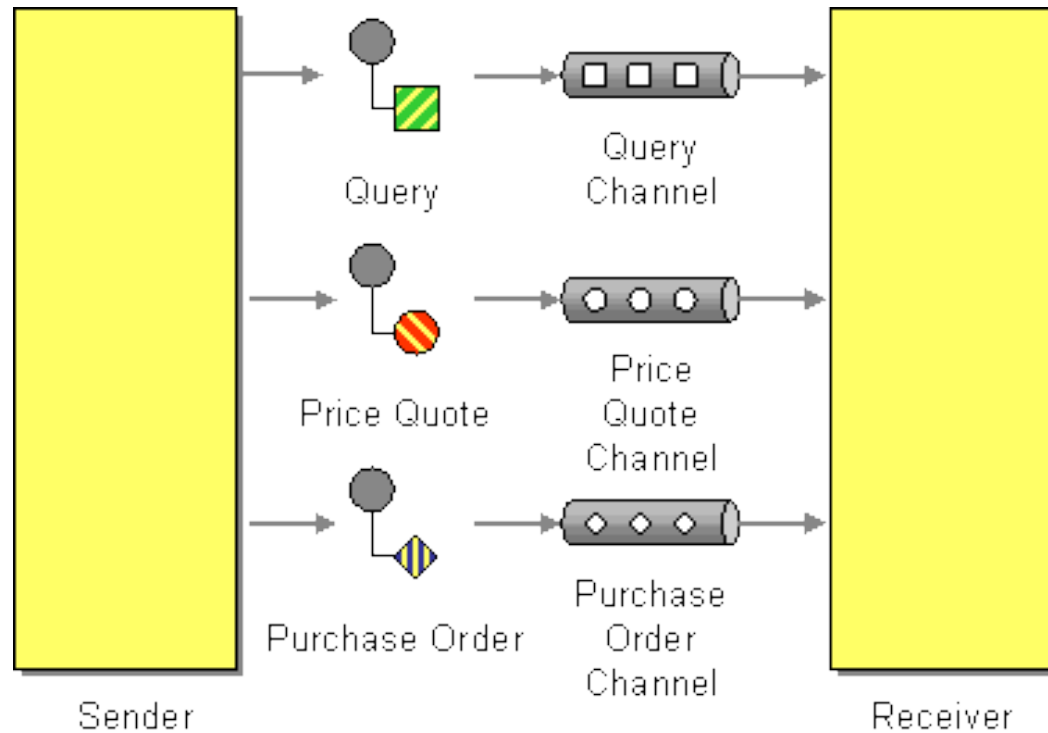 Query
Query
Channel
Price Quote
Price
Quote
Channel
Purchase Order
Purchase
Order
Channel
Sender
Receiver